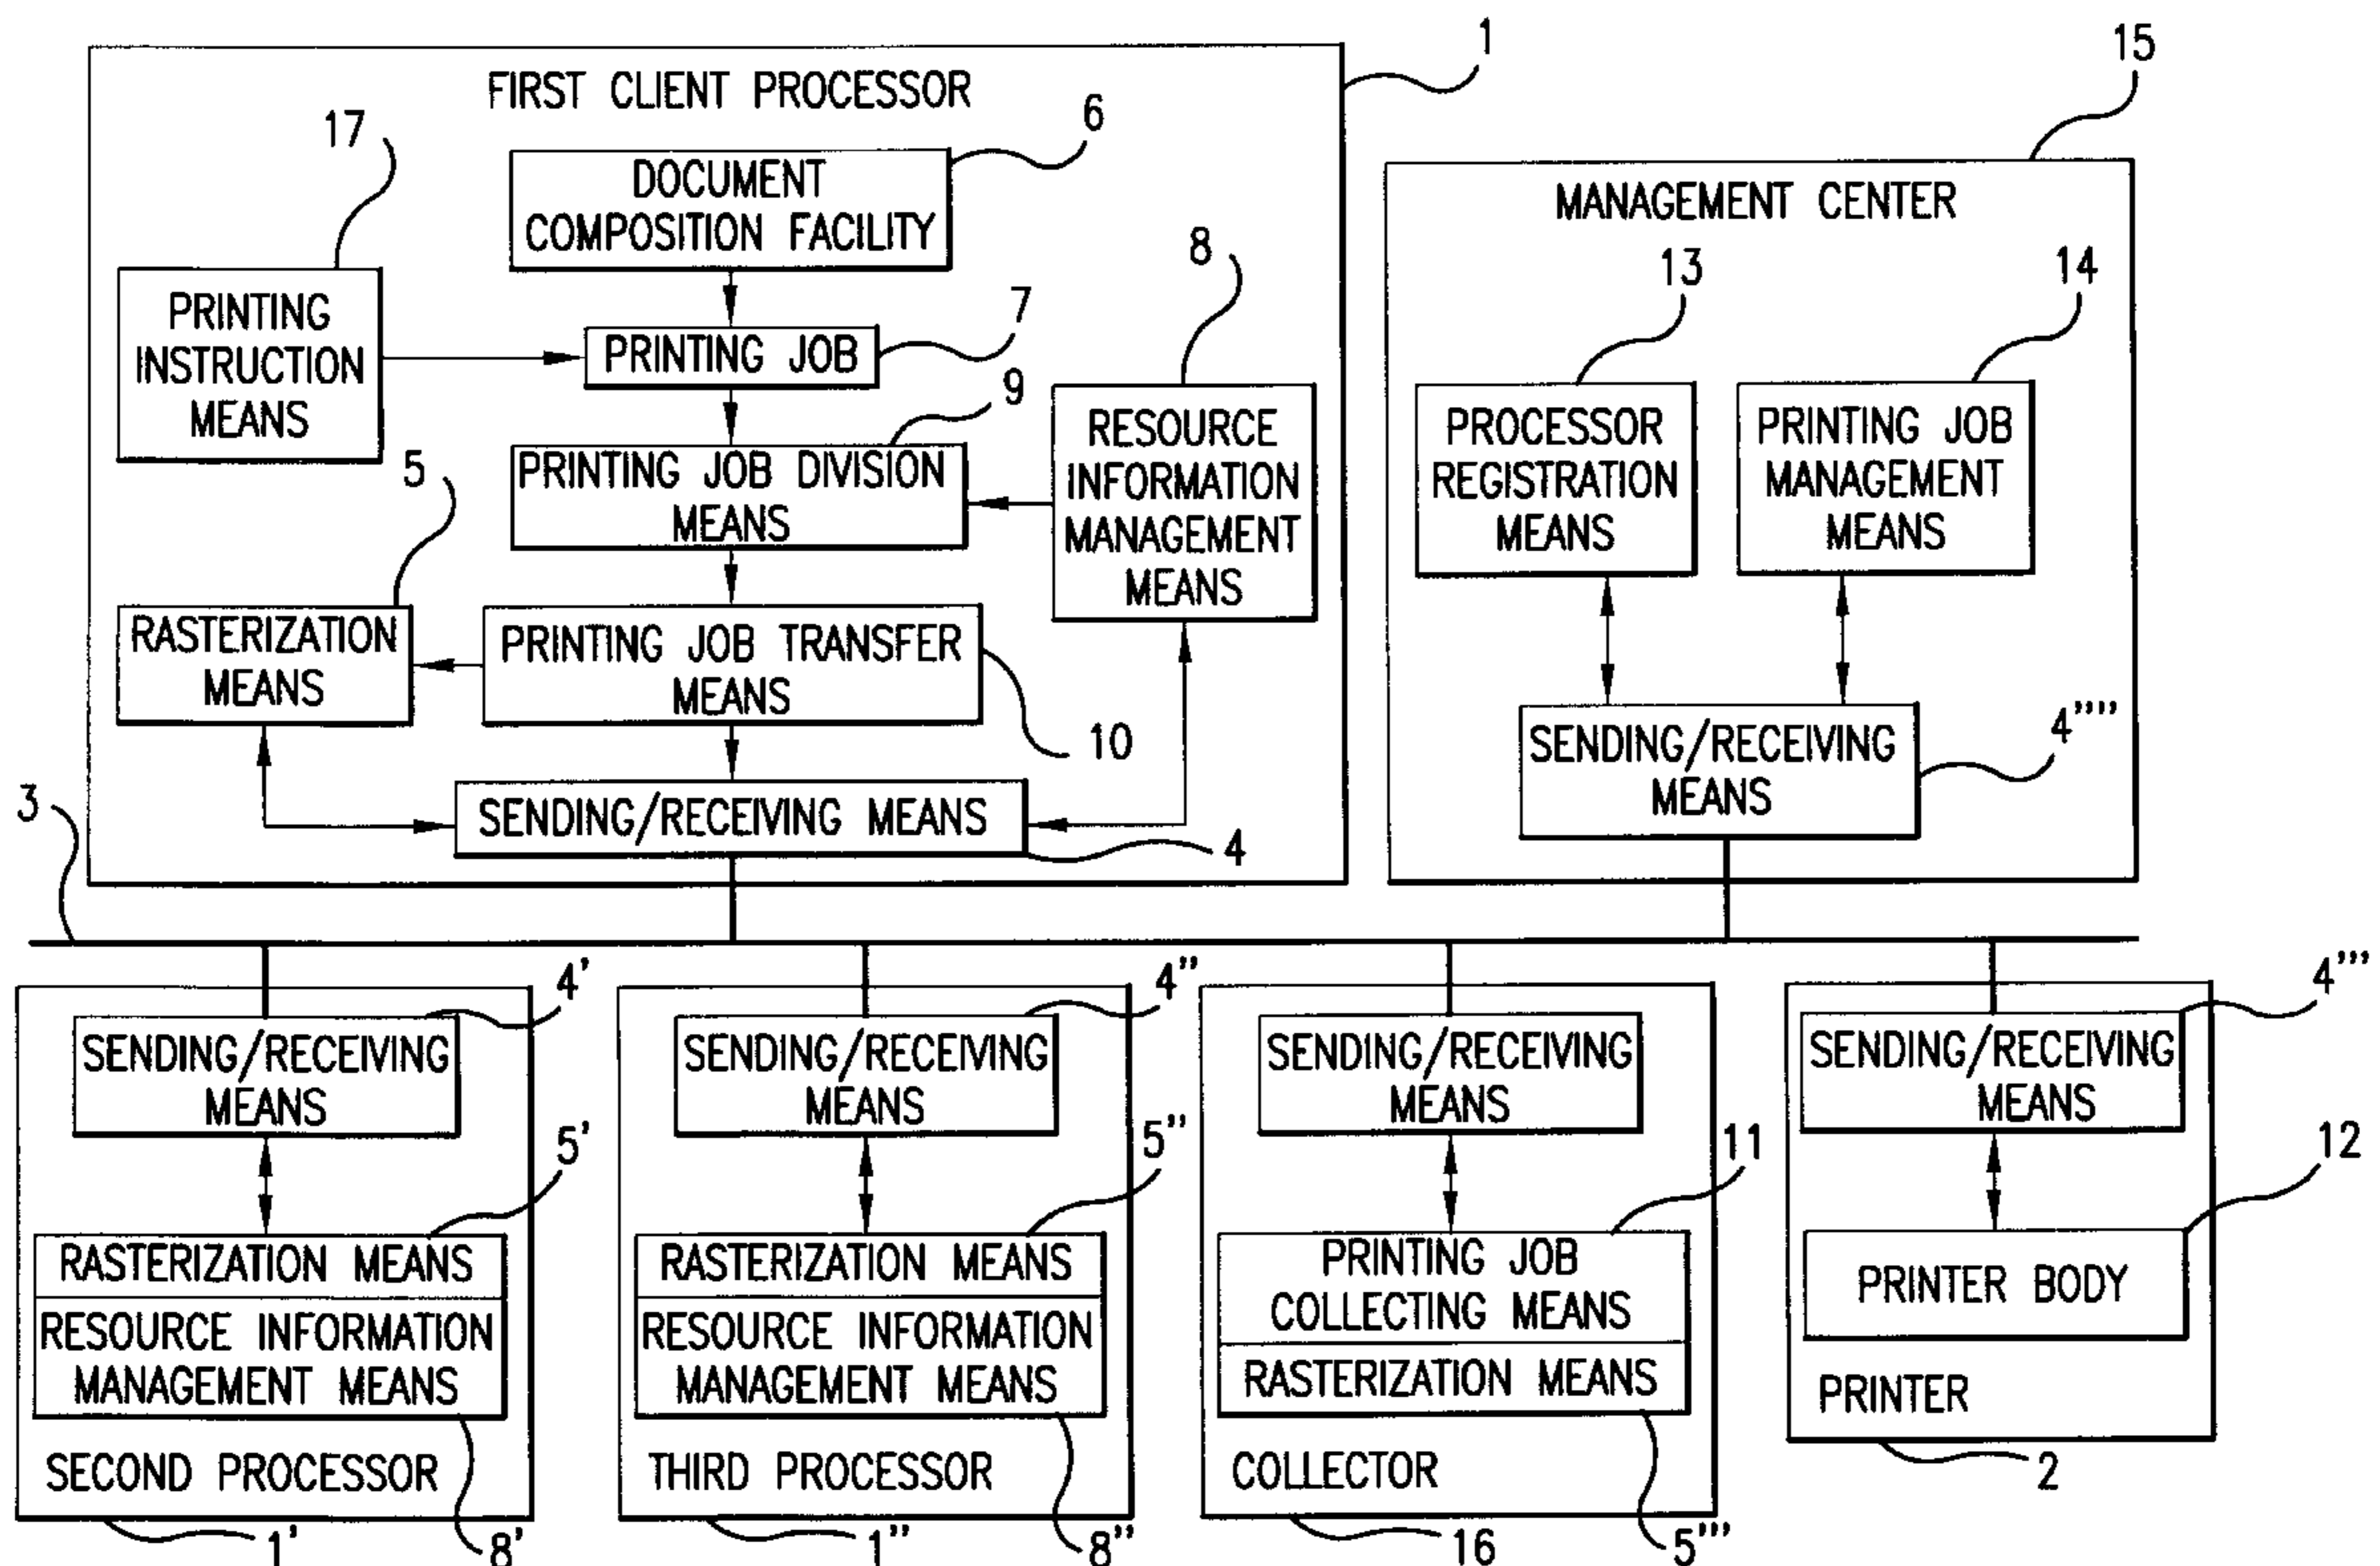 1
15
FIRST CLIENT PROCESSOR
17
6
DOCUMENT
COMPOSITION FACILITY
MANAGEMENT CENTER
8
13
14
PRINTING
INSTRUCTION
MEANS
7
PRINTING JOB
9
RESOURCE
INFORMATION
MANAGEMENT
MEANS
PROCESSOR
REGISTRATION
MEANS
PRINTING JOB
MANAGEMENT
MEANS
5
PRINTING JOB DIVISION
MEANS
RASTERIZATION
MEANS
PRINTING JOB TRANSFER
MEANS
10
SENDING/RECEIVING
MEANS
4''''
3
SENDING/RECEIVING MEANS
4
4'
4''
4'''
SENDING/RECEIVING
MEANS
SENDING/RECEIVING
MEANS
SENDING/RECEIVING
MEANS
SENDING/RECEIVING
MEANS
5'
5''
11
12
RASTERIZATION MEANS
RESOURCE INFORMATION
MANAGEMENT MEANS
RASTERIZATION MEANS
RESOURCE INFORMATION
MANAGEMENT MEANS
PRINTING JOB
COLLECTING MEANS
RASTERIZATION MEANS
PRINTER BODY
PRINTER
SECOND PROCESSOR
THIRD PROCESSOR
COLLECTOR
2
1'
8'
1''
8''
16
5'''